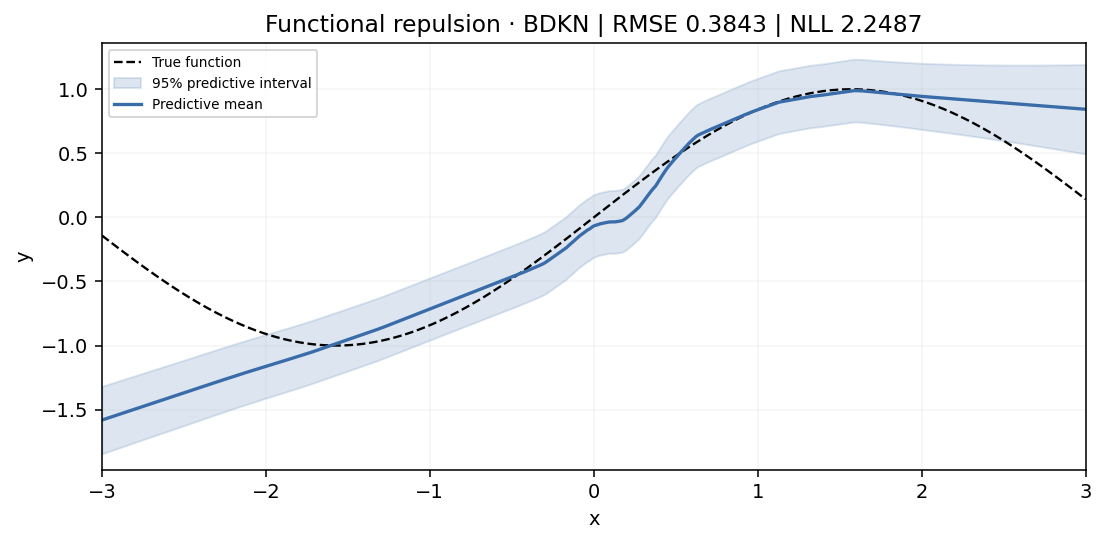 Functional repulsion · BDKN | RMSE 0.3843 | NLL 2.2487
True function
95% predictive interval
Predictive mean
1.0
0.5
0.0
−0.5
−1.0
−1.5
y
−3 −2 −1 0 1 2 3
x